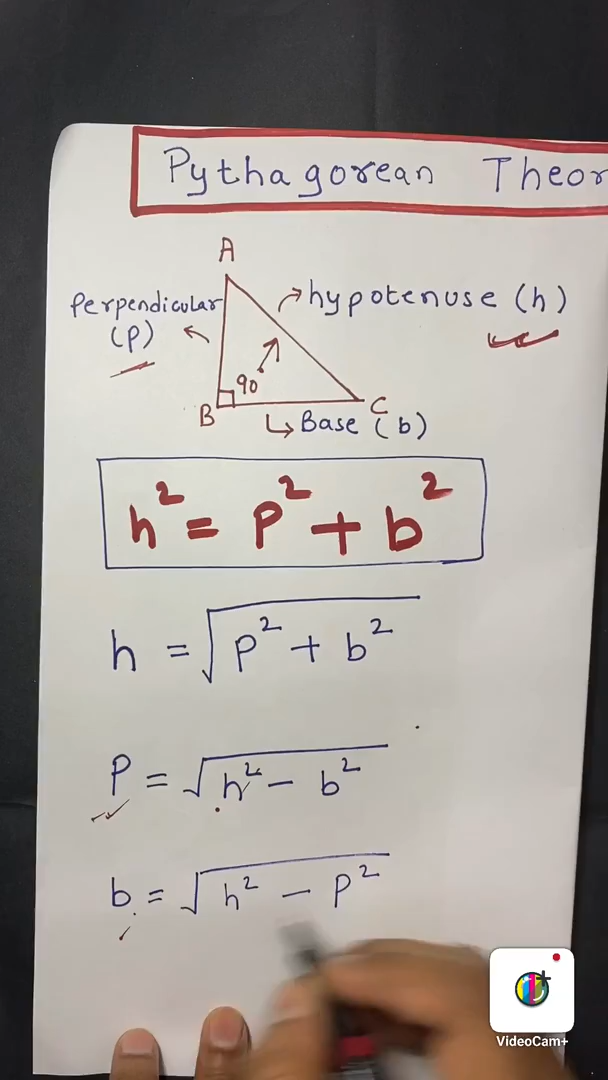 Pythagorean Theor
A
Perpendicular
(P)
hypotenuse (h)
90°
B
C
Base (b)
h² = P² + b²
h = √P² + b²
P = √h² - b²
b = √h² - P²
VideoCam+